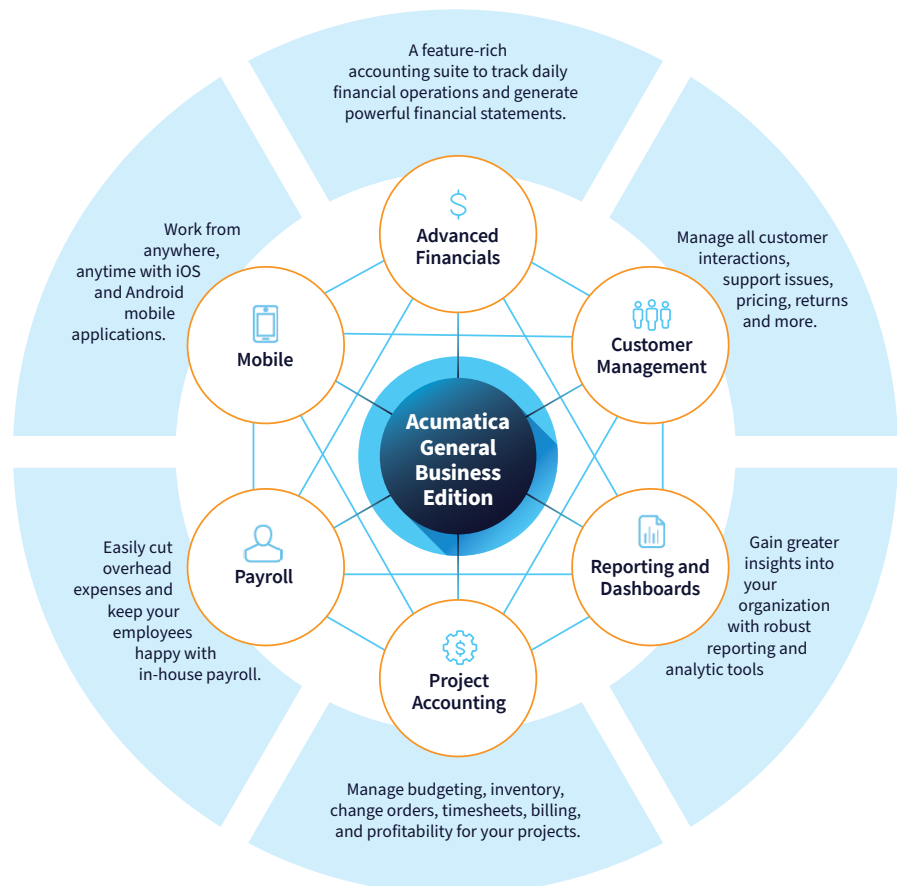 A feature-rich
accounting suite to track daily
financial operations and generate
powerful financial statements.
$
Advanced
Financials
Work from
anywhere,
anytime with iOS
and Android
mobile
applications.
Mobile
Manage all customer
interactions,
support issues,
pricing, returns
and more.
Customer
Management
Acumatica
General
Business
Edition
Easily cut
overhead
expenses and
keep your
employees
happy with
in-house payroll.
Payroll
Reporting and
Dashboards
Gain greater
insights into
your
organization
with robust
reporting and
analytic tools
$
Project
Accounting
Manage budgeting, inventory,
change orders, timesheets, billing,
and profitability for your projects.